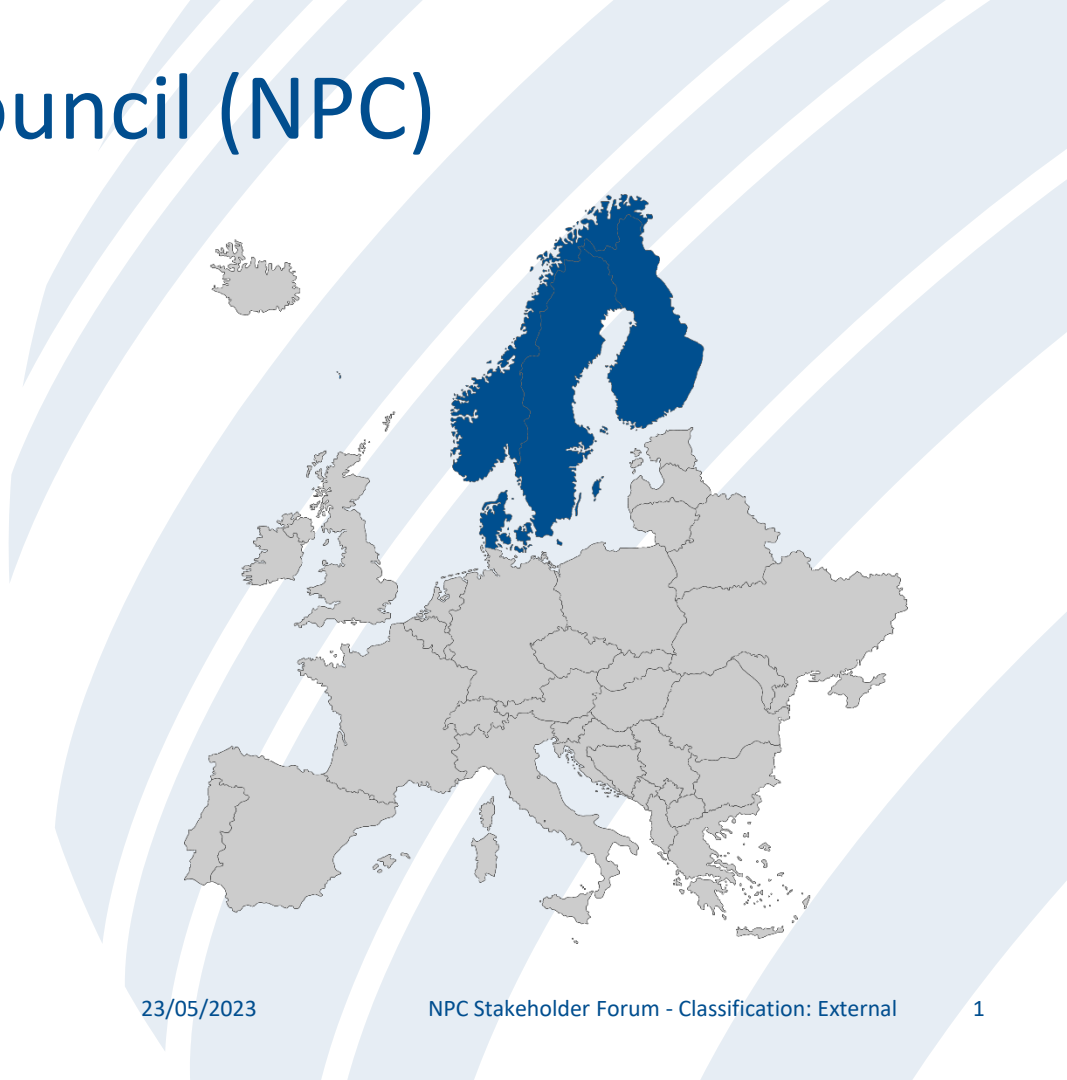 ouncil (NPC)
23/05/2023 NPC Stakeholder Forum - Classification: External 1